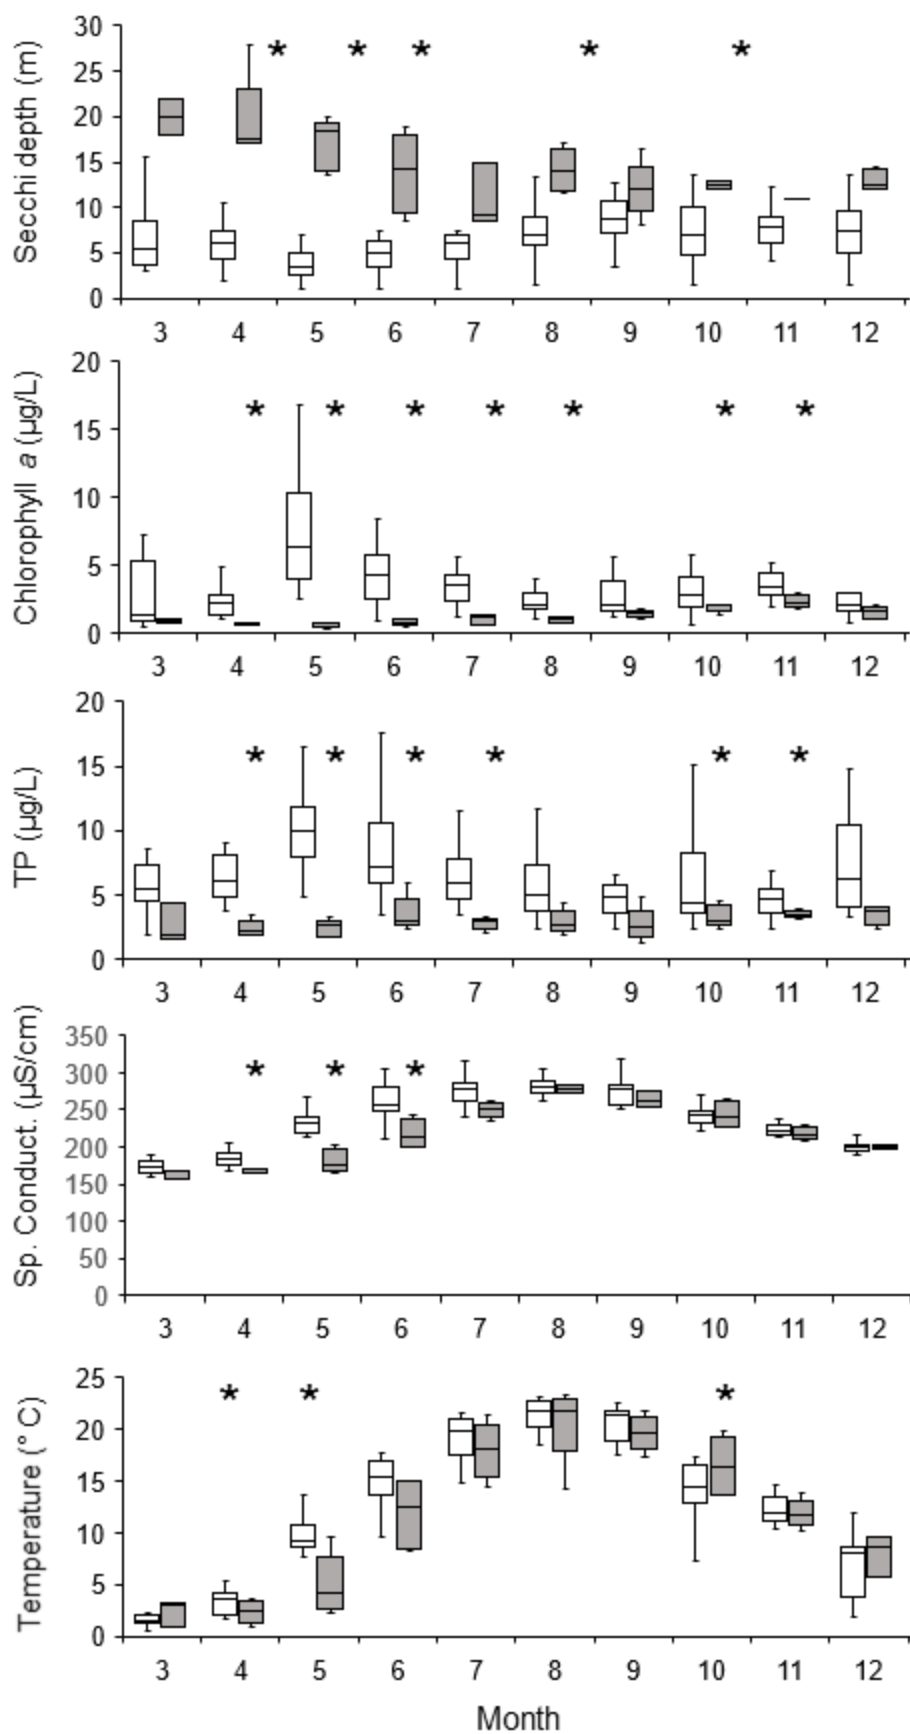 Secchi depth (m)
30
25
20
15
10
5
0
* * * * *
3 4 5 6 7 8 9 10 11 12
Chlorophyll a (µg/L)
20
15
10
5
0
* * * * * * *
3 4 5 6 7 8 9 10 11 12
TP (µg/L)
20
15
10
5
0
* * * * * *
3 4 5 6 7 8 9 10 11 12
Sp. Conduct. (µS/cm)
350
300
250
200
150
100
50
0
* * *
3 4 5 6 7 8 9 10 11 12
Temperature (°C)
25
20
15
10
5
0
* * *
3 4 5 6 7 8 9 10 11 12
Month